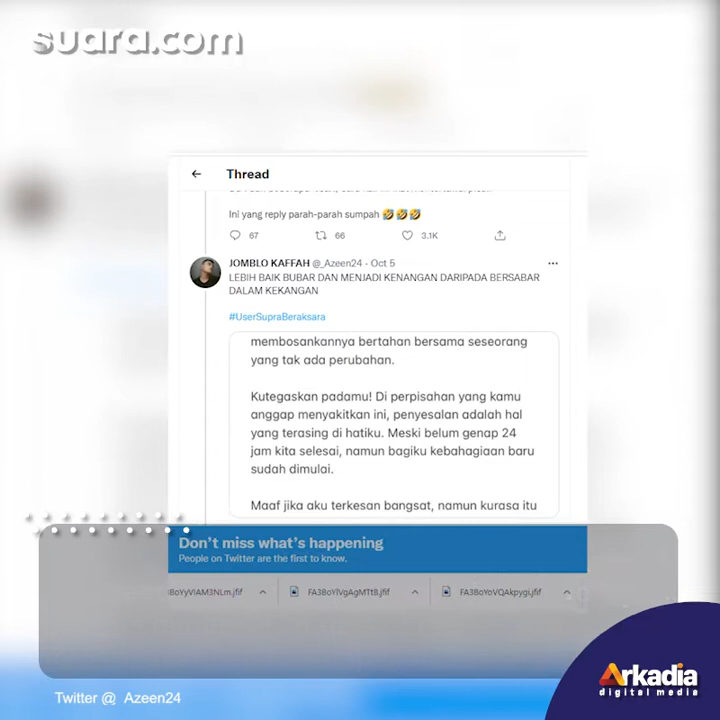 suara.com
Thread
Ini yang reply parah-parah sumpah 🤣🤣🤣
67 66 3.1K
JOMBLO KAFFAH @_Azeen24 - Oct 5
LEBIH BAIK BUBAR DAN MENJADI KENANGAN DARIPADA BERSABAR
DALAM KEKANGAN
#UserSupraBeraksara
membosankannya bertahan bersama seseorang
yang tak ada perubahan.
Kutegaskan padamu! Di perpisahan yang kamu
anggap menyakitkan ini, penyesalan adalah hal
yang terasing di hatiku. Meski belum genap 24
jam kita selesai, namun bagiku kebahagiaan baru
sudah dimulai.
Maaf jika aku terkesan bangsat, namun kurasa itu
Don't miss what's happening
People on Twitter are the first to know.
Twitter @ Azeen24
Arkadia
digital media